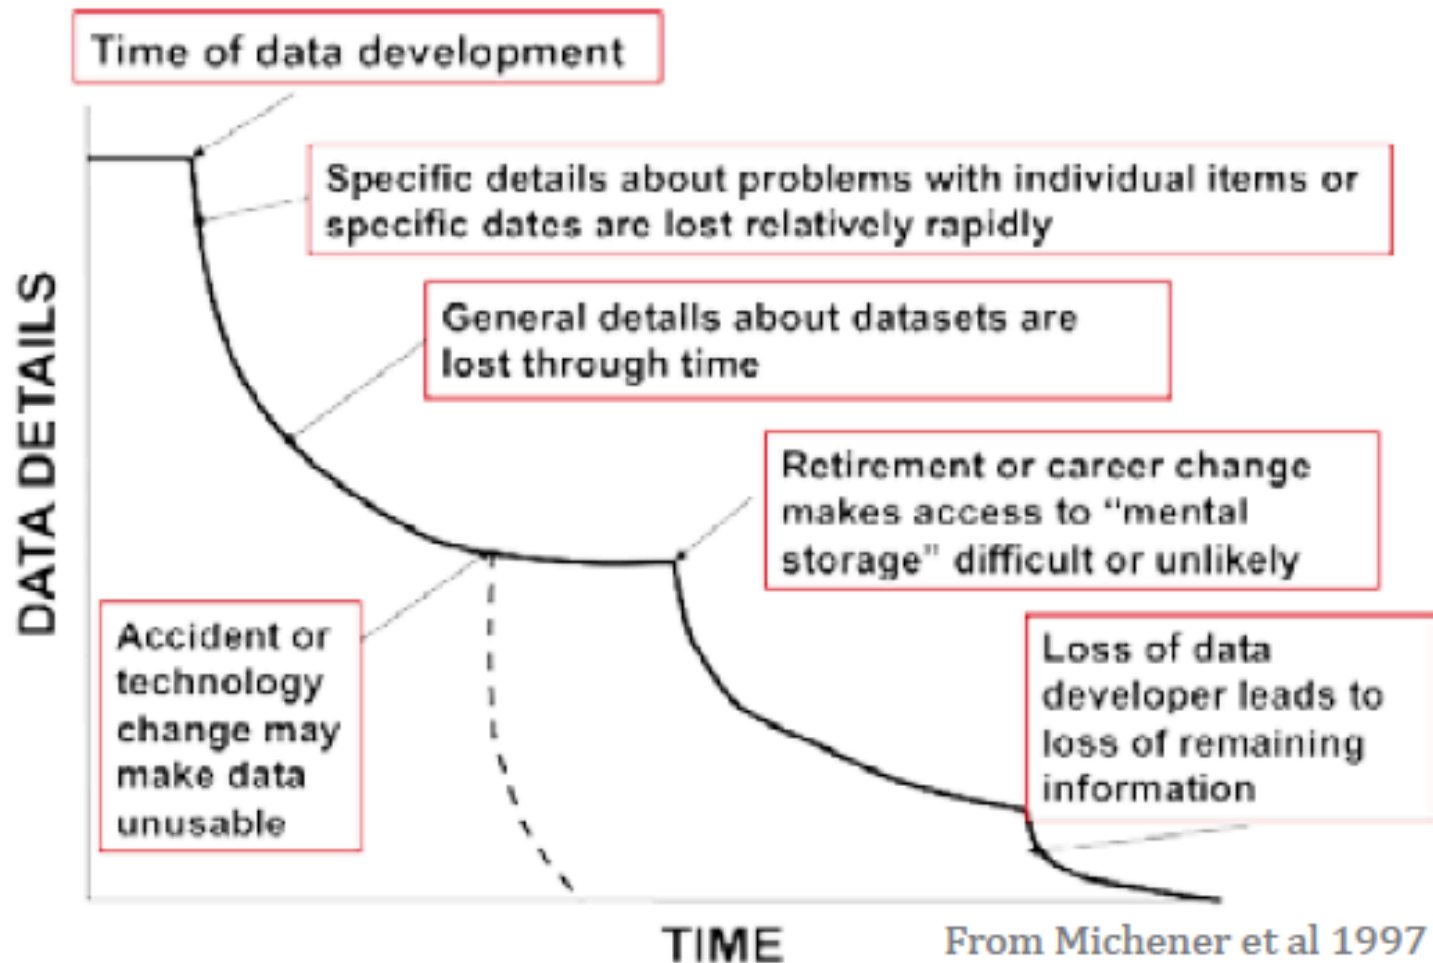 Time of data development
Specific details about problems with individual items or
specific dates are lost relatively rapidly
General details about datasets are
lost through time
Retirement or career change
makes access to “mental
storage” difficult or unlikely
Accident or
technology
change may
make data
unusable
Loss of data
developer leads to
loss of remaining
information
DATA DETAILS
TIME
From Michener et al 1997